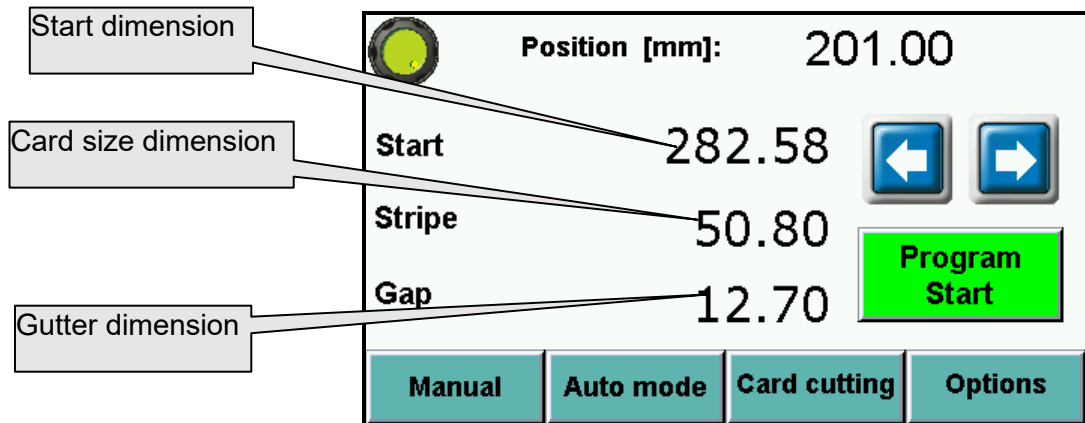 Start dimension
Position [mm]: 201.00
Card size dimension
Start 282.58
Stripe 50.80
Program
Start
Gap 12.70
Gutter dimension
Manual Auto mode Card cutting Options